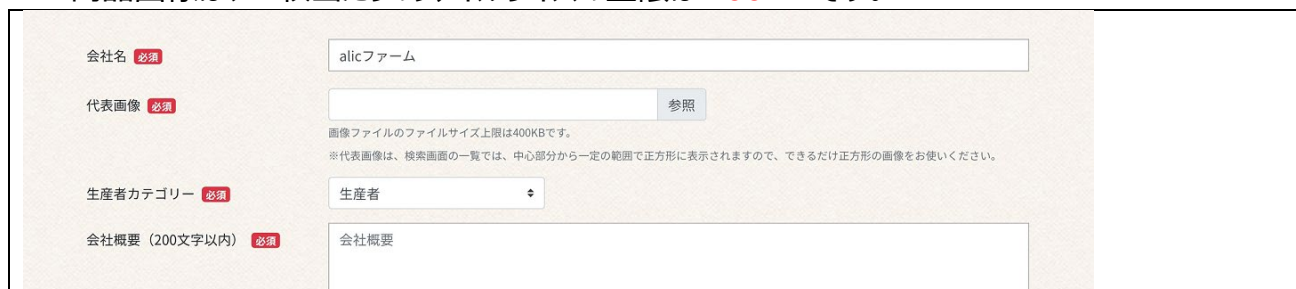 会社名 必須
alicファーム
代表画像 必須
参照
画像ファイルのファイルサイズ上限は400KBです。
※代表画像は、検索画面の一覧では、中心部分から一定の範囲で正方形に表示されますので、できるだけ正方形の画像をお使いください。
生産者カテゴリー 必須
生産者
会社概要（200文字以内） 必須
会社概要